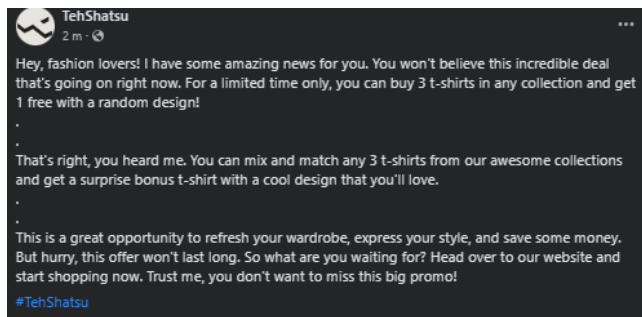 TehShatsu
...
2 m ·
Hey, fashion lovers! I have some amazing news for you. You won't believe this incredible deal
that's going on right now. For a limited time only, you can buy 3 t-shirts in any collection and get
1 free with a random design!
.
.
That's right, you heard me. You can mix and match any 3 t-shirts from our awesome collections
and get a surprise bonus t-shirt with a cool design that you'll love.
.
.
This is a great opportunity to refresh your wardrobe, express your style, and save some money.
But hurry, this offer won't last long. So what are you waiting for? Head over to our website and
start shopping now. Trust me, you don't want to miss this big promo!
#TehShatsu